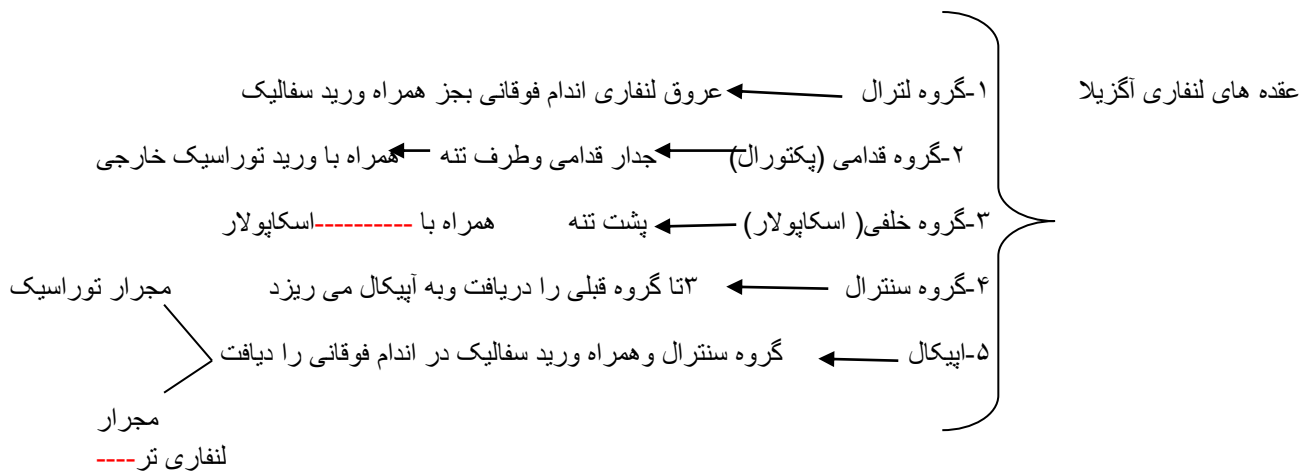 عقده های لنفاری آگزیلا
۱-گروه لترال عروق لنفاری اندام فوقانی بجز همراه ورید سفالیک
۲-گروه قدامی (پکتورال) جدار قدامی وطرف تنه همراه با ورید توراسیک خارجی
۳-گروه خلفی( اسکاپولار) پشت تنه همراه با ----------اسکاپولار
۴-گروه سنترال ۳تا گروه قبلی را دریافت وبه آپیکال می ریزد
۵-اپیکال گروه سنترال وهمراه ورید سفالیک در اندام فوقانی را دیافت
مجرار توراسیک
مجرار
لنفاری تر----